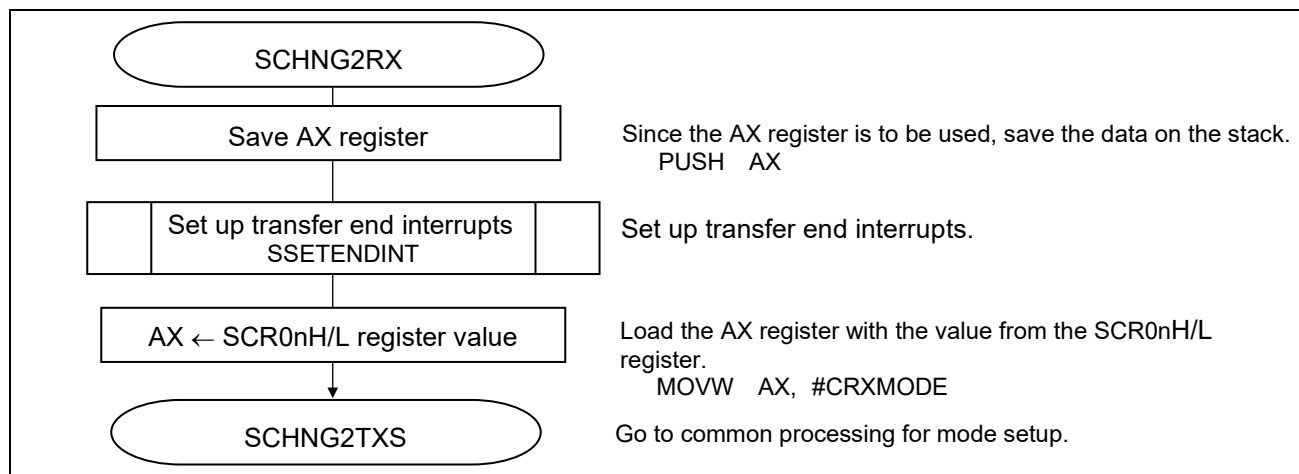 SCHNG2RX
Save AX register
Since the AX register is to be used, save the data on the stack.
PUSH AX
Set up transfer end interrupts
SSETENDINT
Set up transfer end interrupts.
AX ← SCR0nH/L register value
Load the AX register with the value from the SCR0nH/L
register.
MOVW AX, #CRXMODE
SCHNG2TXS
Go to common processing for mode setup.